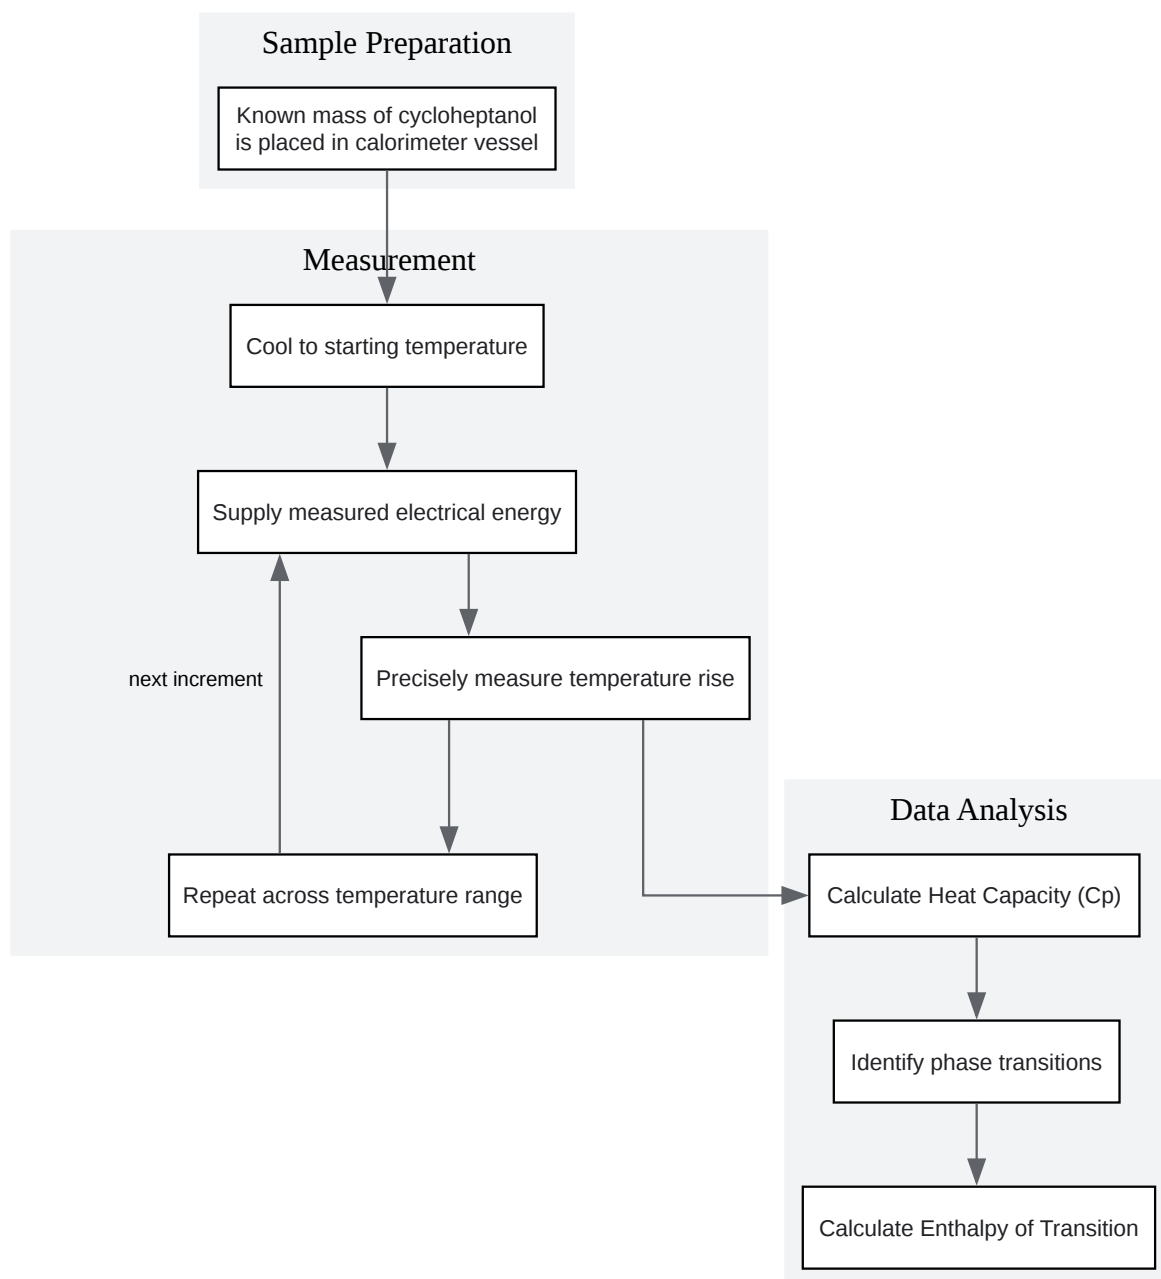 Sample Preparation
Known mass of cycloheptanol
is placed in calorimeter vessel
Measurement
Cool to starting temperature
Supply measured electrical energy
next increment
Precisely measure temperature rise
Repeat across temperature range
Data Analysis
Calculate Heat Capacity (Cp)
Identify phase transitions
Calculate Enthalpy of Transition